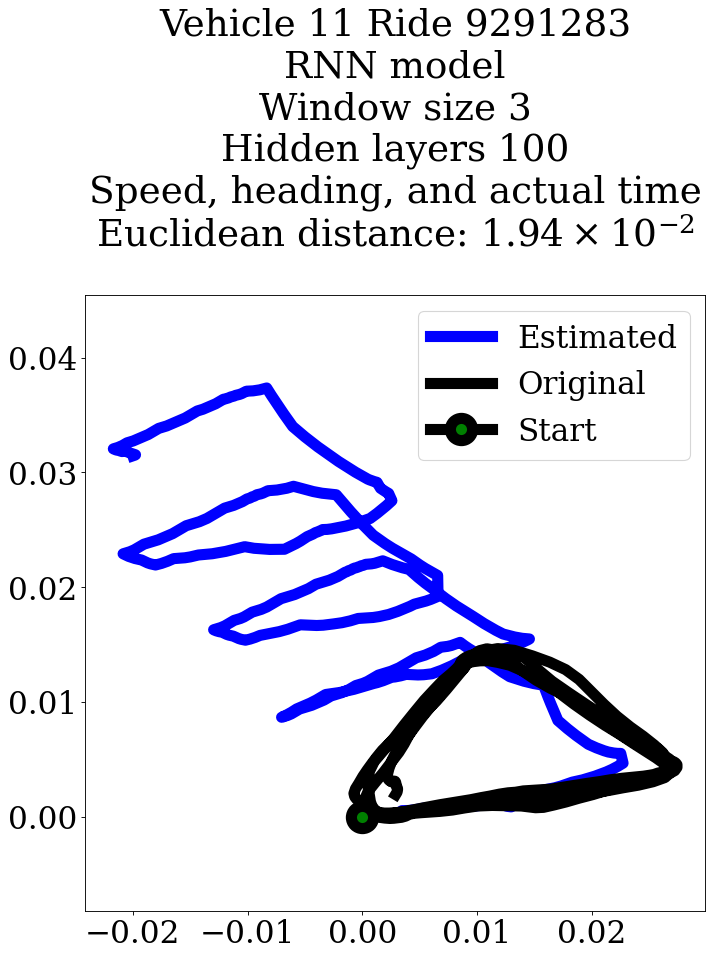 Vehicle 11 Ride 9291283
RNN model
Window size 3
Hidden layers 100
Speed, heading, and actual time
Euclidean distance: 1.94 × 10⁻²
Estimated
Original
Start
0.04
0.03
0.02
0.01
0.00
−0.02 −0.01 0.00 0.01 0.02